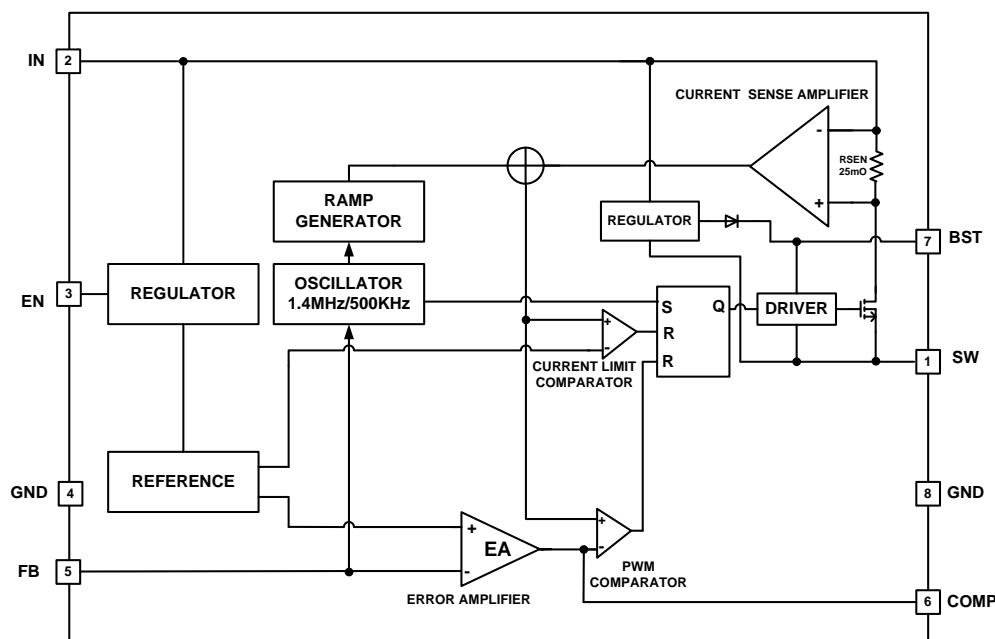 IN
2
CURRENT SENSE AMPLIFIER
-
RSEN
25mO
+
RAMP
GENERATOR
REGULATOR
7
BST
EN
3
REGULATOR
OSCILLATOR
1.4MHz/500KHz
S
Q
DRIVER
+
R
-
CURRENT LIMIT
COMPARATOR
R
1
SW
REFERENCE
GND
4
8
GND
+
EA
-
ERROR AMPLIFIER
+
-
PWM
COMPARATOR
FB
5
6
COMP